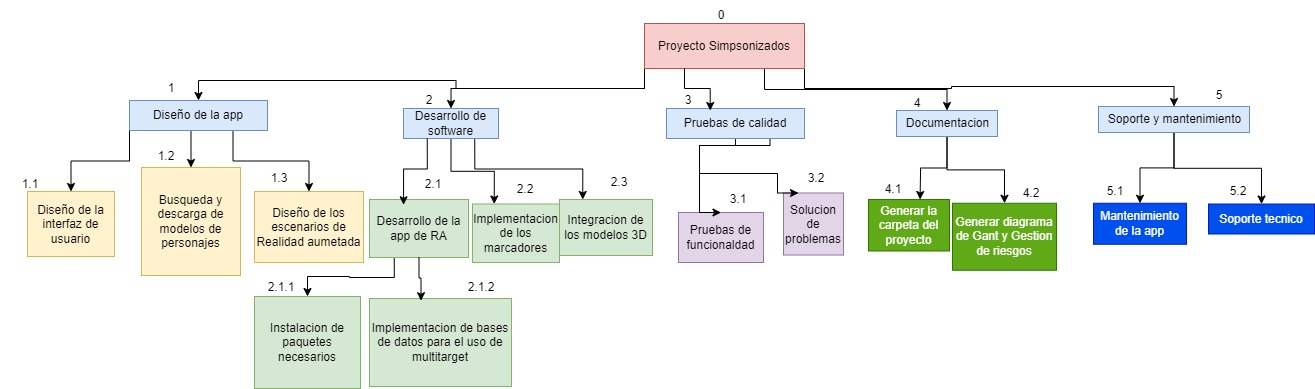 0
Proyecto Simpsonizados
1
Diseño de la app
2
Desarrollo de
software
3
Pruebas de calidad
4
Documentacion
5
Soporte y mantenimiento
1.1
Diseño de la
interfaz de
usuario
1.2
Busqueda y
descarga de
modelos de
personajes
1.3
Diseño de los
escenarios de
Realidad aumetada
2.1
Desarrollo de la
app de RA
2.2
Implementacion
de los
marcadores
2.3
Integracion de
los modelos 3D
3.1
Pruebas de
funcionaldad
3.2
Solucion
de
problemas
4.1
Generar la
carpeta del
proyecto
4.2
Generar diagrama
de Gant y Gestion
de riesgos
5.1
Mantenimiento
de la app
5.2
Soporte tecnico
2.1.1
Instalacion de
paquetes
necesarios
2.1.2
Implementacion de bases
de datos para el uso de
multitarget